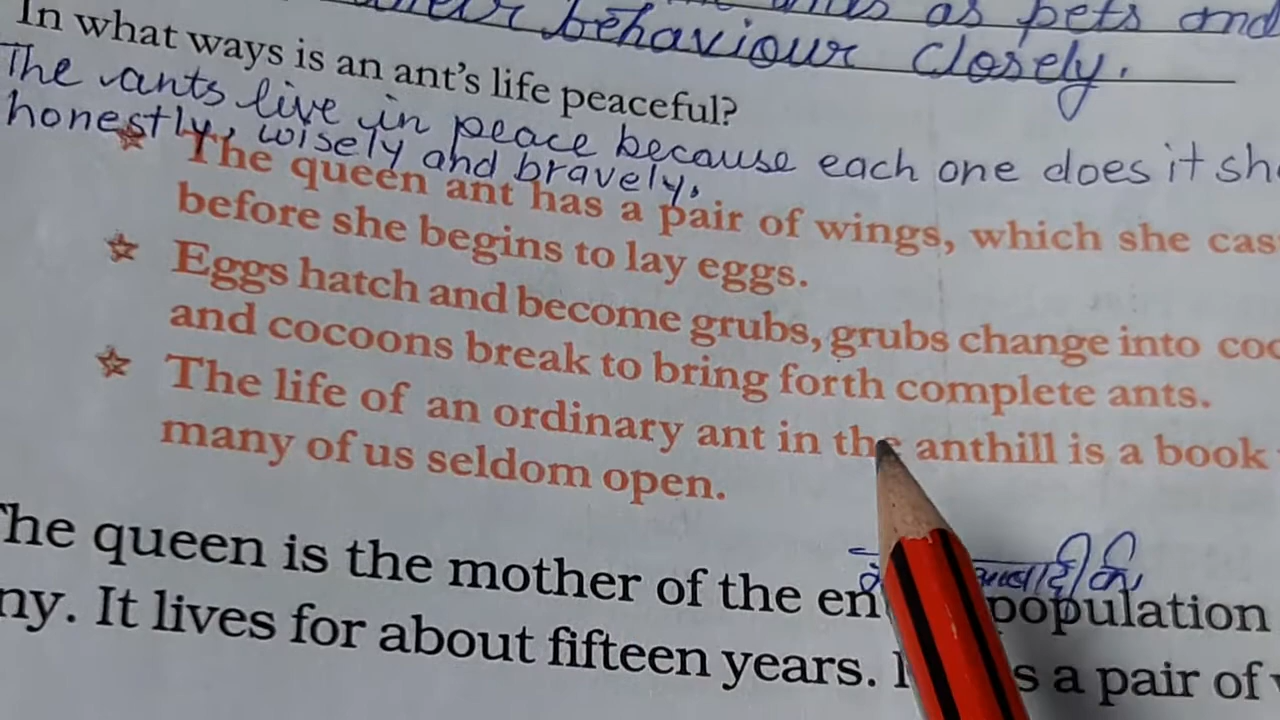 behaviour closely.
as pets and
In what ways is an ant's life peaceful?
The ants live in peace because each one does it sh
honestly, wisely and bravely.
The queen ant has a pair of wings, which she cas
before she begins to lay eggs.
Eggs hatch and become grubs, grubs change into coc
and cocoons break to bring forth complete ants.
The life of an ordinary ant in the anthill is a book
many of us seldom open.
The queen is the mother of the en population
ny. It lives for about fifteen years. s a pair of